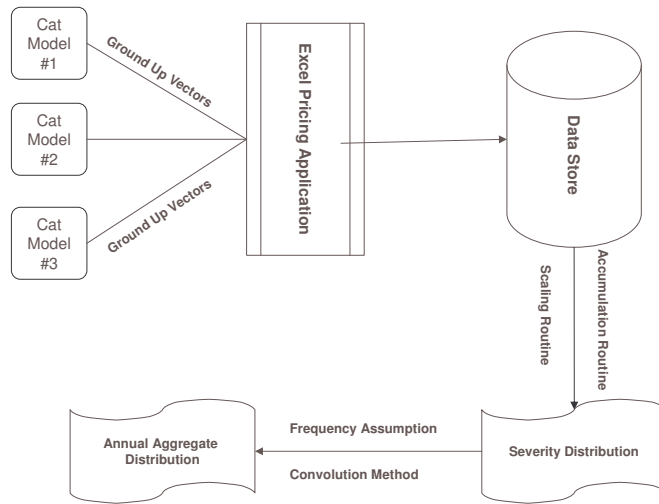 Cat
Model
#1
Ground Up Vectors
Cat
Model
#2
Cat
Model
#3
Ground Up Vectors
Excel Pricing Application
Data Store
Scaling Routine
Accumulation Routine
Annual Aggregate
Distribution
Frequency Assumption
Convolution Method
Severity Distribution